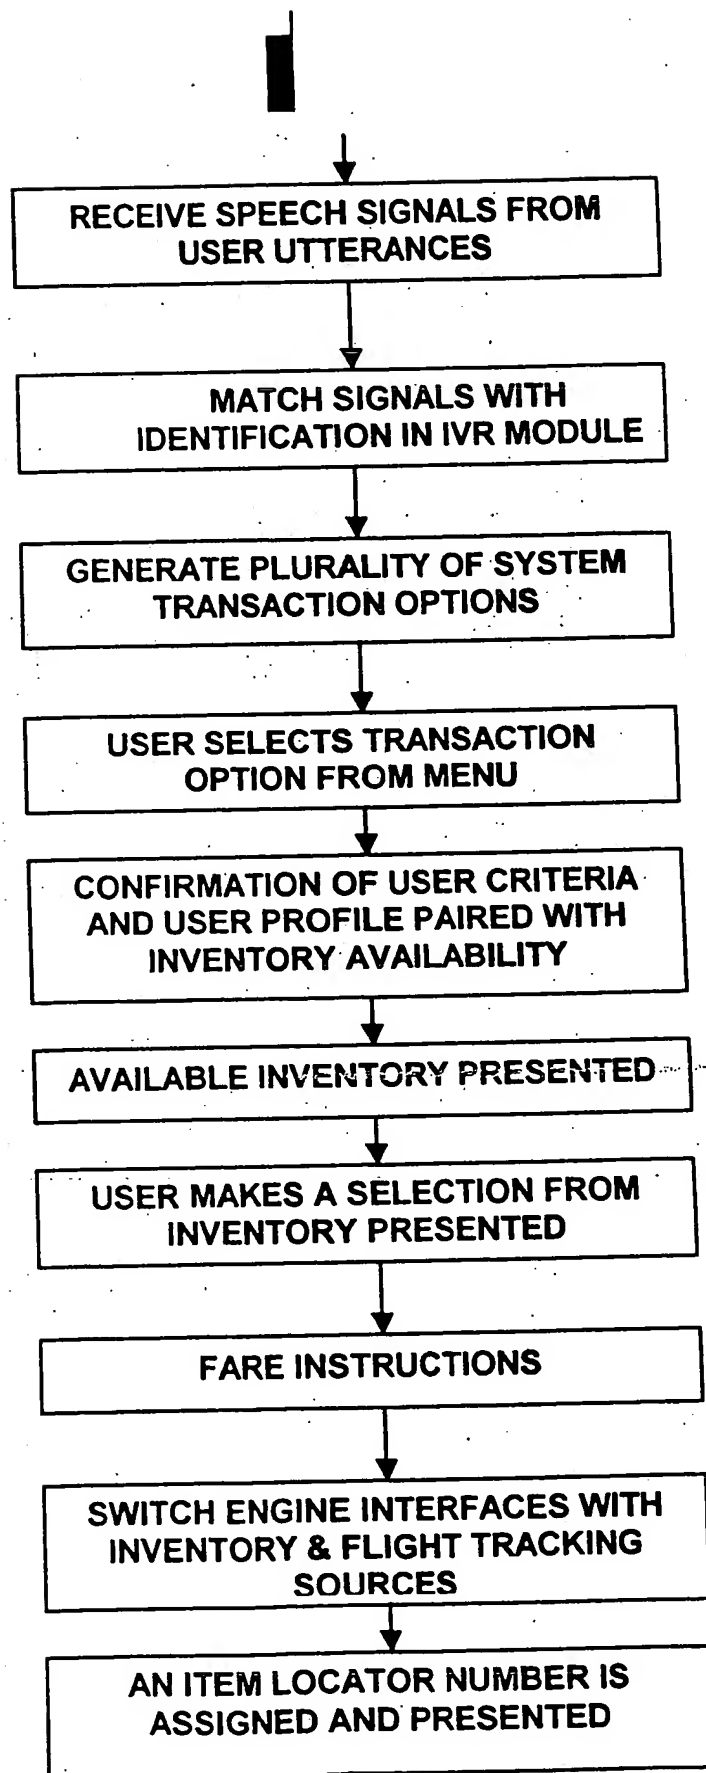 RECEIVE SPEECH SIGNALS FROM
USER UTTERANCES
MATCH SIGNALS WITH
IDENTIFICATION IN IVR MODULE
GENERATE PLURALITY OF SYSTEM
TRANSACTION OPTIONS
USER SELECTS TRANSACTION
OPTION FROM MENU
CONFIRMATION OF USER CRITERIA
AND USER PROFILE PAIRED WITH
INVENTORY AVAILABILITY
AVAILABLE INVENTORY PRESENTED
USER MAKES A SELECTION FROM
INVENTORY PRESENTED
FARE INSTRUCTIONS
SWITCH ENGINE INTERFACES WITH
INVENTORY & FLIGHT TRACKING
SOURCES
AN ITEM LOCATOR NUMBER IS
ASSIGNED AND PRESENTED